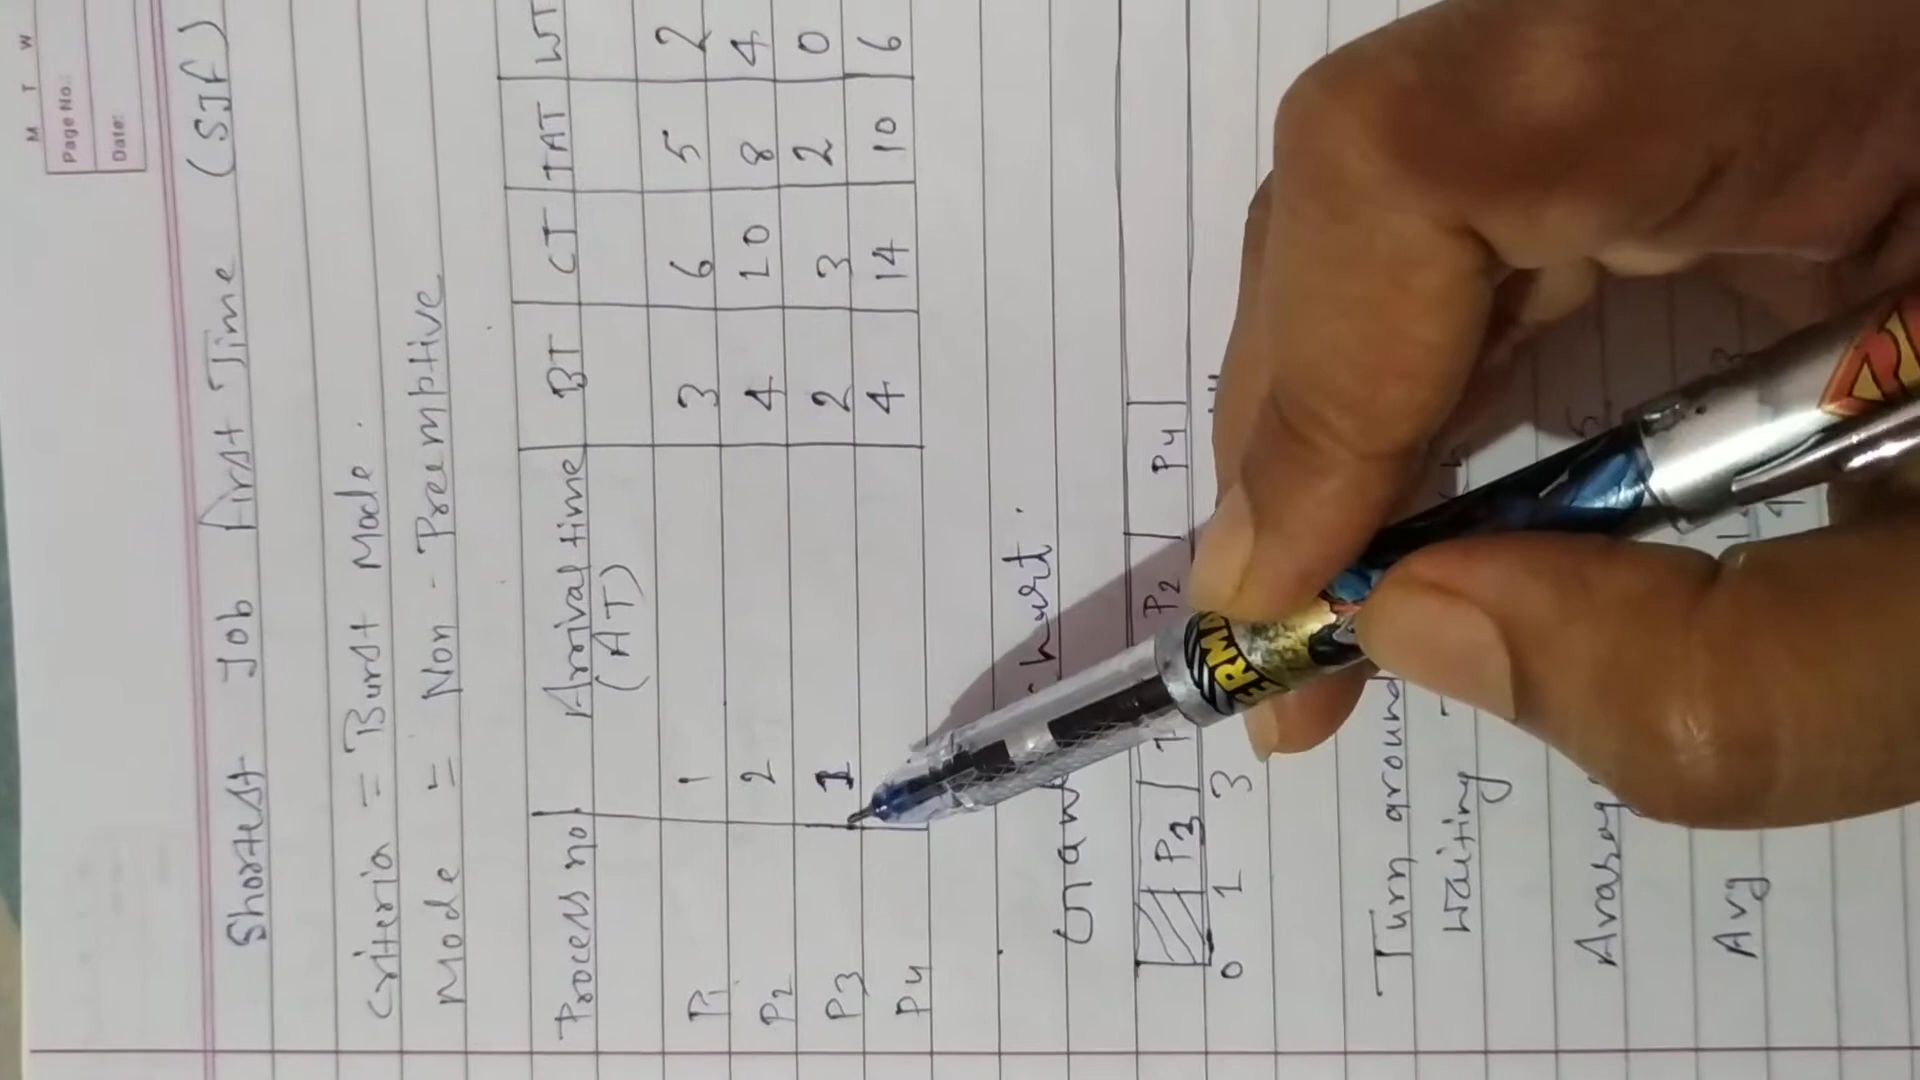 M T W
Page No.:
Date:
Shortest Job First Time (SJF)
Criteria = Burst Mode.
Mode = Non-Preemptive
Process no Arrival time (AT) BT CT TAT WT
P1 1 3 6 5 2
P2 2 4 10 8 4
P3 1 2 3 2 0
P4 4 14 10 6
chart.
P3 P2 P4
0 1 3
Turn around
Waiting
Avg
ERMA